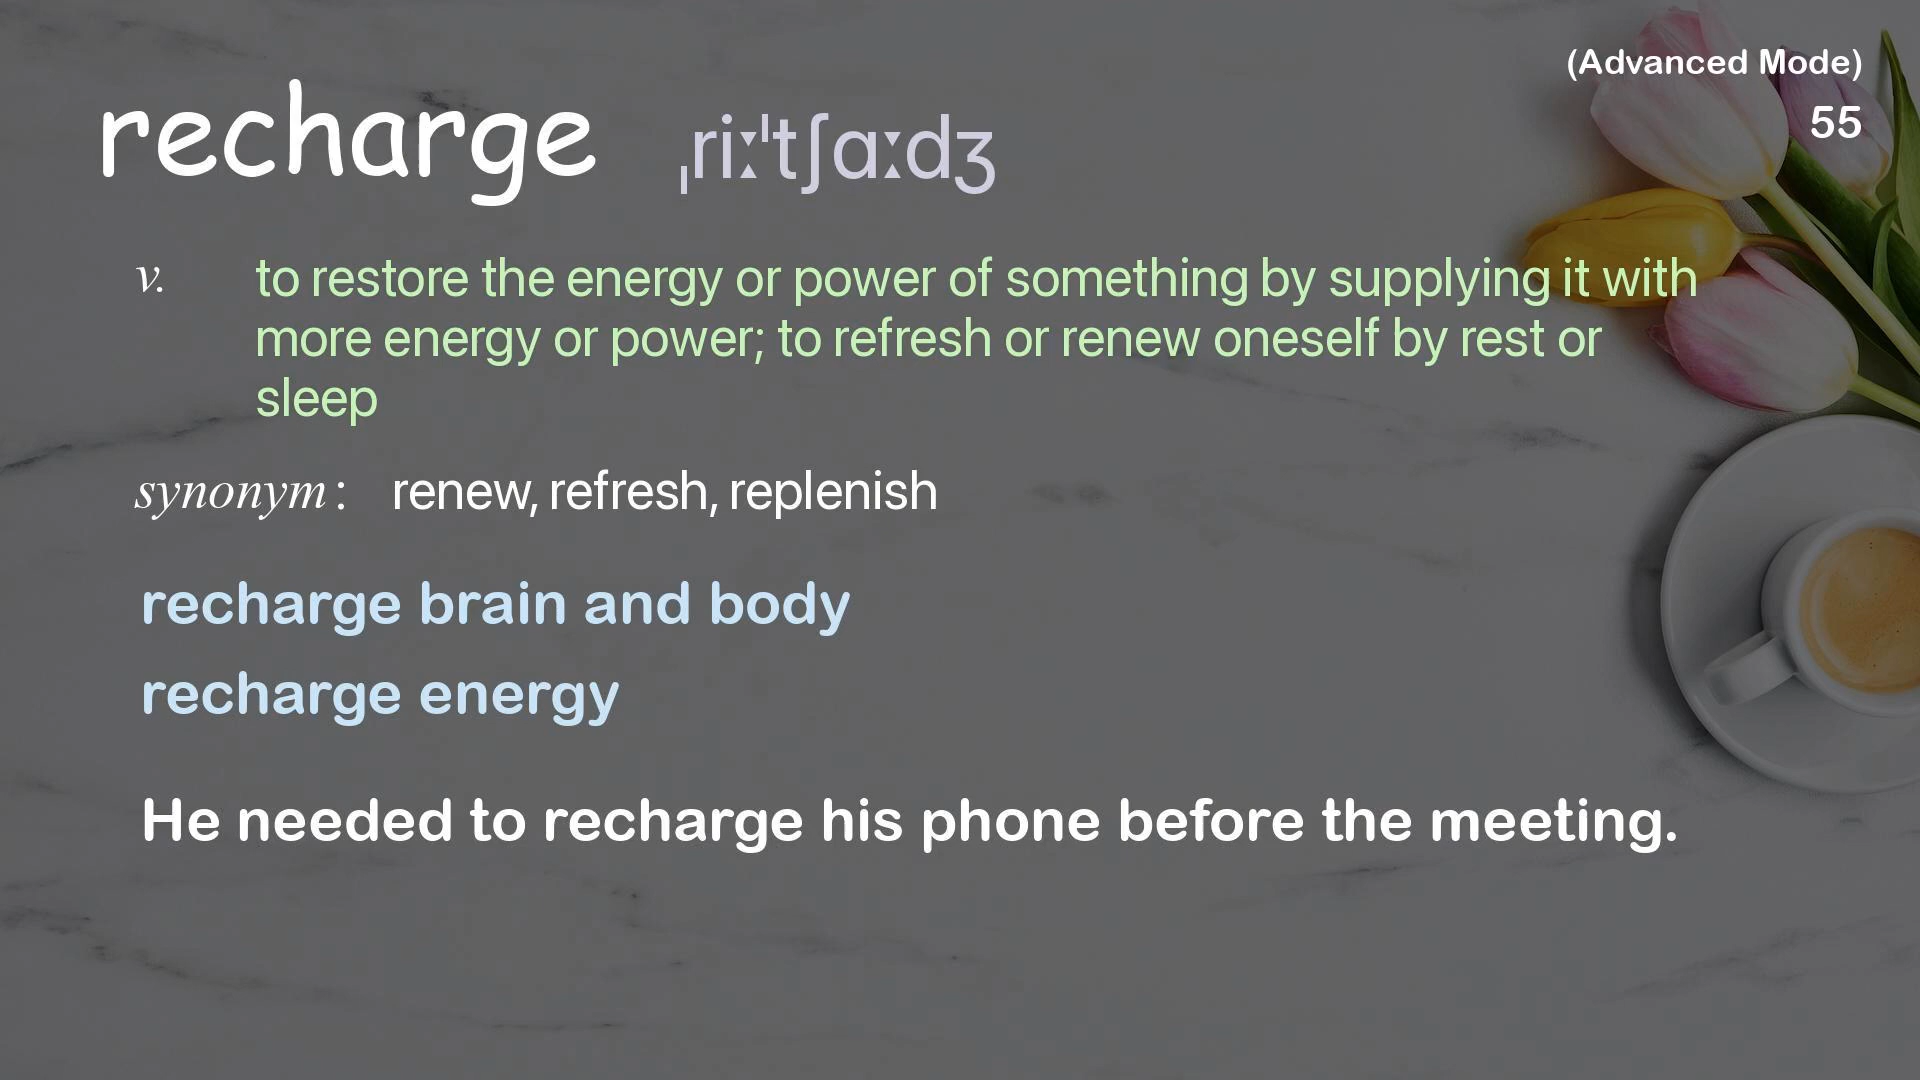 (Advanced Mode)
55
recharge ˌriːˈtʃɑːdʒ
v. to restore the energy or power of something by supplying it with
more energy or power; to refresh or renew oneself by rest or
sleep
synonym : renew, refresh, replenish
recharge brain and body
recharge energy
He needed to recharge his phone before the meeting.